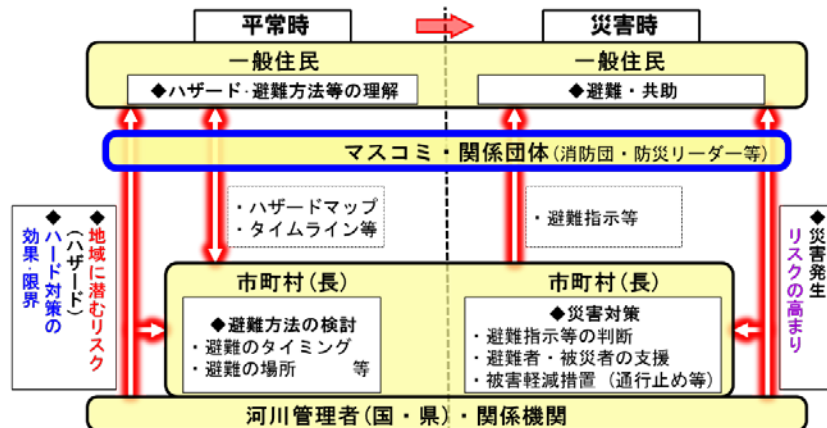 平常時
災害時
一般住民
◆ハザード・避難方法等の理解
一般住民
◆避難・共助
マスコミ・関係団体(消防団・防災リーダー等)
・ハザードマップ
・タイムライン等
・避難指示等
◆地域に潜むリスク
(ハザード)
◆ハード対策の
効果・限界
◆災害発生
リスクの高まり
市町村(長)
◆避難方法の検討
・避難のタイミング
・避難の場所 等
市町村(長)
◆災害対策
・避難指示等の判断
・避難者・被災者の支援
・被害軽減措置(通行止め等)
河川管理者(国・県)・関係機関